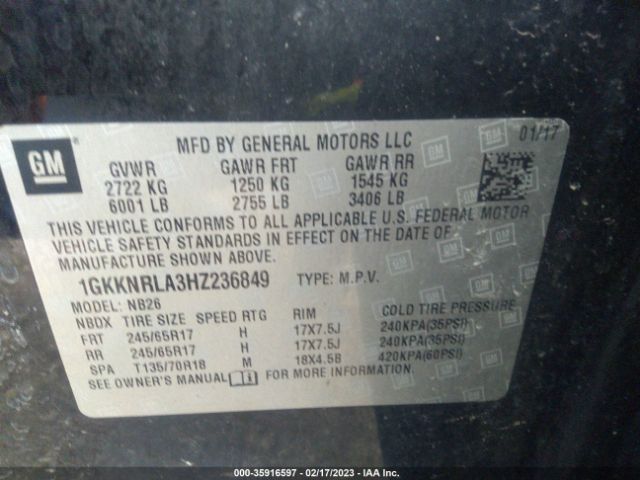 GM
MFD BY GENERAL MOTORS LLC
01/17
GVWR GAWR FRT GAWR RR
2722 KG 1250 KG 1545 KG
6001 LB 2755 LB 3406 LB
THIS VEHICLE CONFORMS TO ALL APPLICABLE U.S. FEDERAL MOTOR
VEHICLE SAFETY STANDARDS IN EFFECT ON THE DATE OF
MANUFACTURE SHOWN ABOVE.
1GKKNRLA3HZ236849 TYPE: M.P.V.
MODEL: NB26
NBDX TIRE SIZE SPEED RTG RIM COLD TIRE PRESSURE
FRT 245/65R17 H 17X7.5J 240KPA(35PSI)
RR 245/65R17 H 17X7.5J 240KPA(35PSI)
SPA T135/70R18 M 18X4.5B 420KPA(60PSI)
SEE OWNER'S MANUAL FOR MORE INFORMATION.
000-35916597 - 02/17/2023 - IAA Inc.